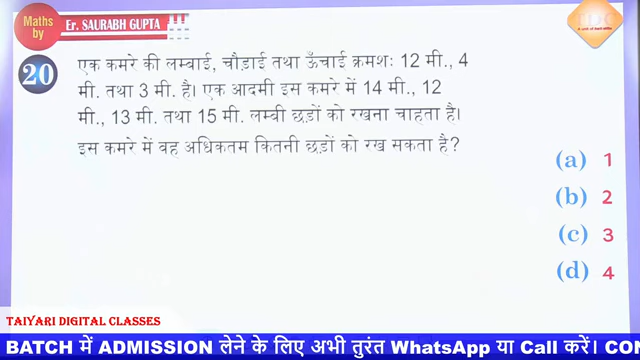 Maths
by
Er. SAURABH GUPTA
20
एक कमरे की लम्बाई, चौड़ाई तथा ऊँचाई क्रमशः 12 मी., 4
मी. तथा 3 मी. है। एक आदमी इस कमरे में 14 मी., 12
मी., 13 मी. तथा 15 मी. लम्बी छड़ों को रखना चाहता है।
इस कमरे में वह अधिकतम कितनी छड़ों को रख सकता है?
(a) 1
(b) 2
(c) 3
(d) 4
TAIYARI DIGITAL CLASSES
BATCH में ADMISSION लेने के लिए अभी तुरंत WhatsApp या Call करें। CON